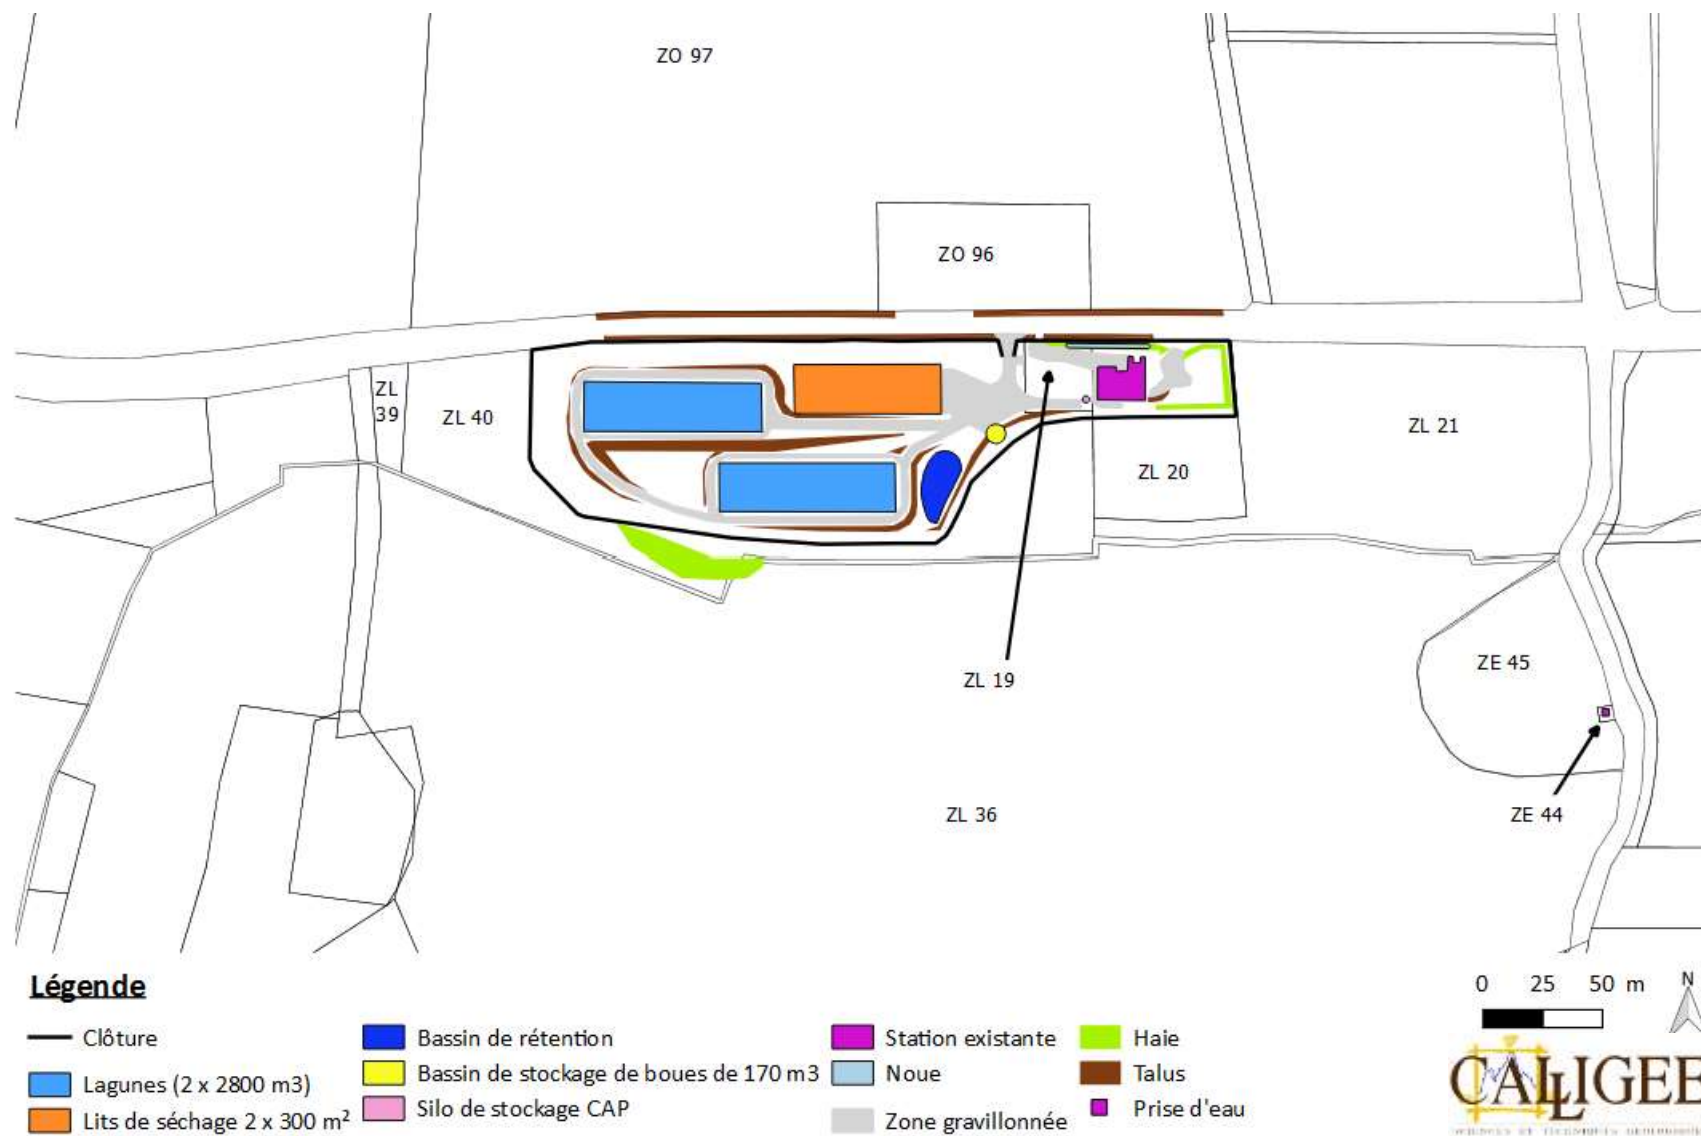 ZO 97
ZO 96
ZL
39
ZL 40
ZL 21
ZL 20
ZL 19
ZE 45
ZE 44
ZL 36
Légende
0 25 50 m
N
Clôture
Lagunes (2 x 2800 m3)
Lits de séchage 2 x 300 m²
Bassin de rétention
Bassin de stockage de boues de 170 m3
Silo de stockage CAP
Station existante
Noue
Zone gravillonnée
Haie
Talus
Prise d'eau
CALLIGEE